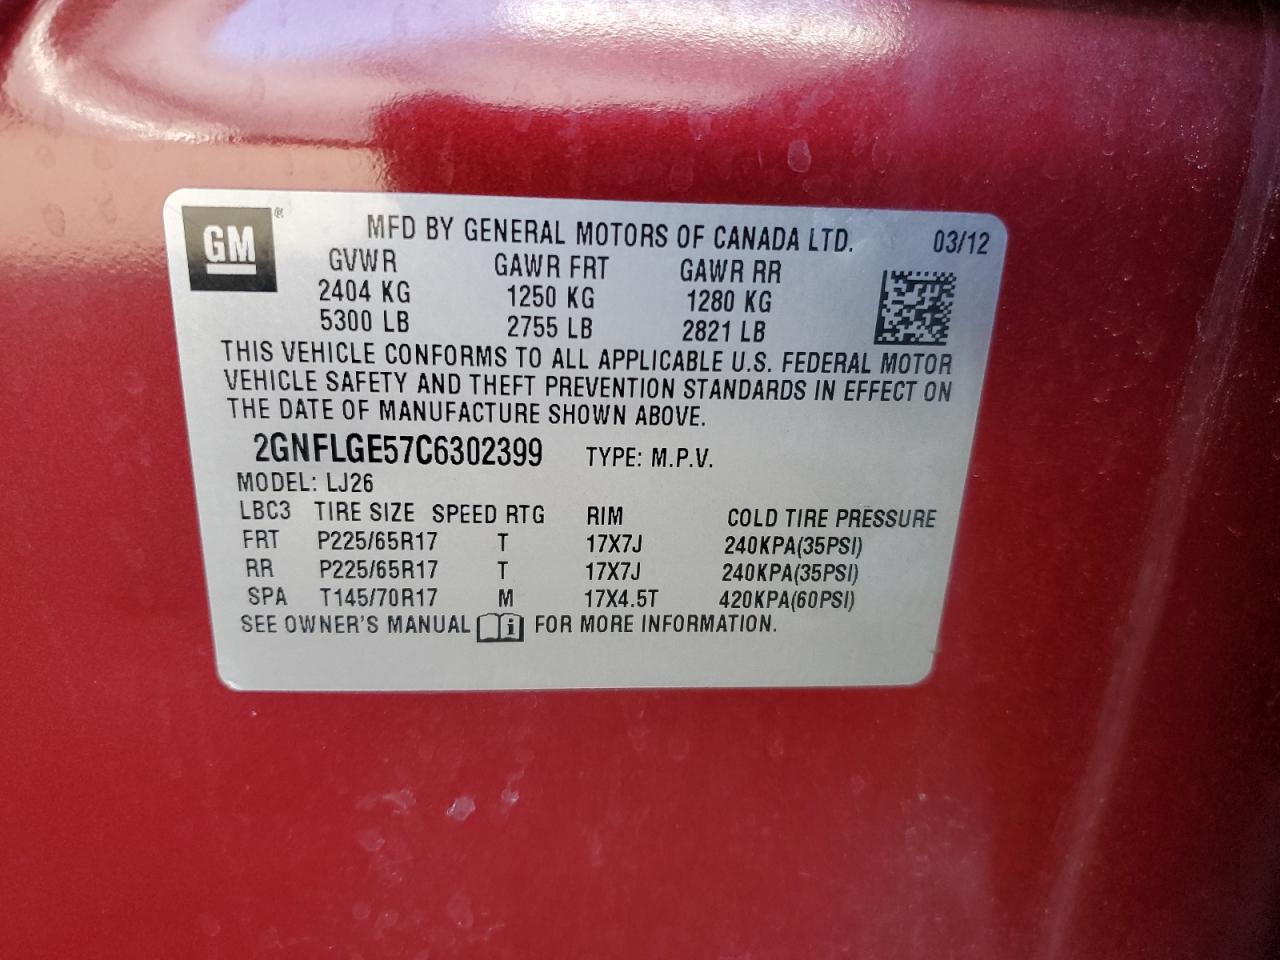 GM ® MFD BY GENERAL MOTORS OF CANADA LTD. 03/12
GVWR GAWR FRT GAWR RR
2404 KG 1250 KG 1280 KG
5300 LB 2755 LB 2821 LB
THIS VEHICLE CONFORMS TO ALL APPLICABLE U.S. FEDERAL MOTOR
VEHICLE SAFETY AND THEFT PREVENTION STANDARDS IN EFFECT ON
THE DATE OF MANUFACTURE SHOWN ABOVE.
2GNFLGE57C6302399 TYPE: M.P.V.
MODEL: LJ26
LBC3 TIRE SIZE SPEED RTG RIM COLD TIRE PRESSURE
FRT P225/65R17 T 17X7J 240KPA(35PSI)
RR P225/65R17 T 17X7J 240KPA(35PSI)
SPA T145/70R17 M 17X4.5T 420KPA(60PSI)
SEE OWNER'S MANUAL i FOR MORE INFORMATION.